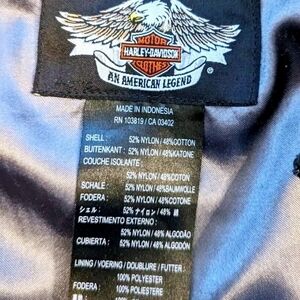 MOTOR
HARLEY-DAVIDSON
CLOTHES
AN AMERICAN LEGEND
®
MADE IN INDONESIA
RN 103819 / CA 03402
SHELL : 52% NYLON / 48%COTTON
BUITENKANT : 52% NYLON / 48%KATOEN
COUCHE ISOLANTE :
52% NYLON / 48%COTON
SCHALE : 52% NYLON / 48%BAUMWOLLE
FODERA : 52% NYLON / 48% COTONE
シェル : 52% ナイロン / 48% 綿
REVESTIMENTO EXTERNO :
52% NYLON / 48% ALGODÃO
CUBIERTA : 52% NYLON / 48% ALGODÓN
LINING / VOERING / DOUBLURE / FUTTER :
100% POLYESTER
FODERA : 100% POLIESTERE